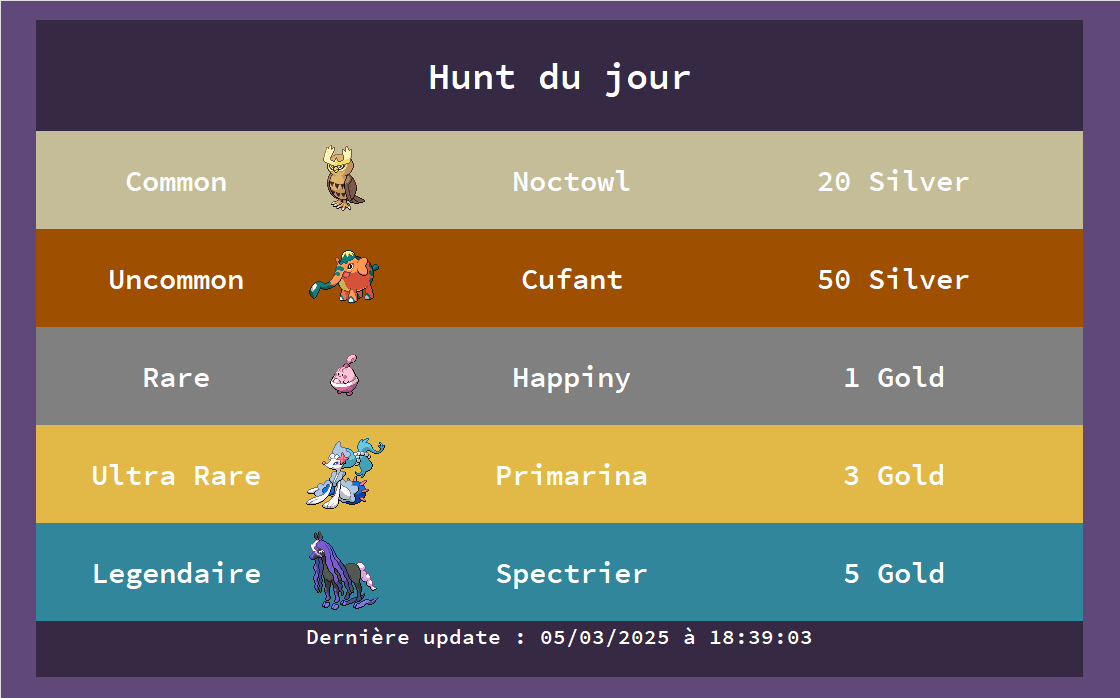 Hunt du jour
Common Noctowl 20 Silver
Uncommon Cufant 50 Silver
Rare Happiny 1 Gold
Ultra Rare Primarina 3 Gold
Legendaire Spectrier 5 Gold
Dernière update : 05/03/2025 à 18:39:03